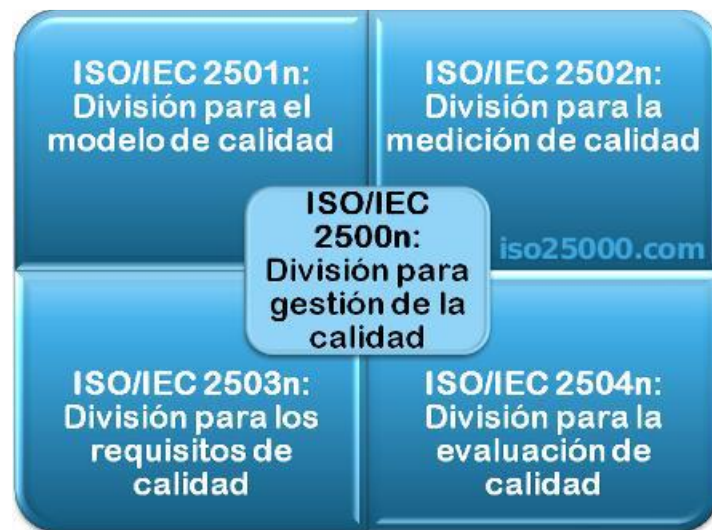 ISO/IEC 2501n:
División para el
modelo de calidad
ISO/IEC 2502n:
División para la
medición de calidad
ISO/IEC
2500n:
División para
gestión de la
calidad
iso25000.com
ISO/IEC 2503n:
División para los
requisitos de
calidad
ISO/IEC 2504n:
División para la
evaluación de
calidad